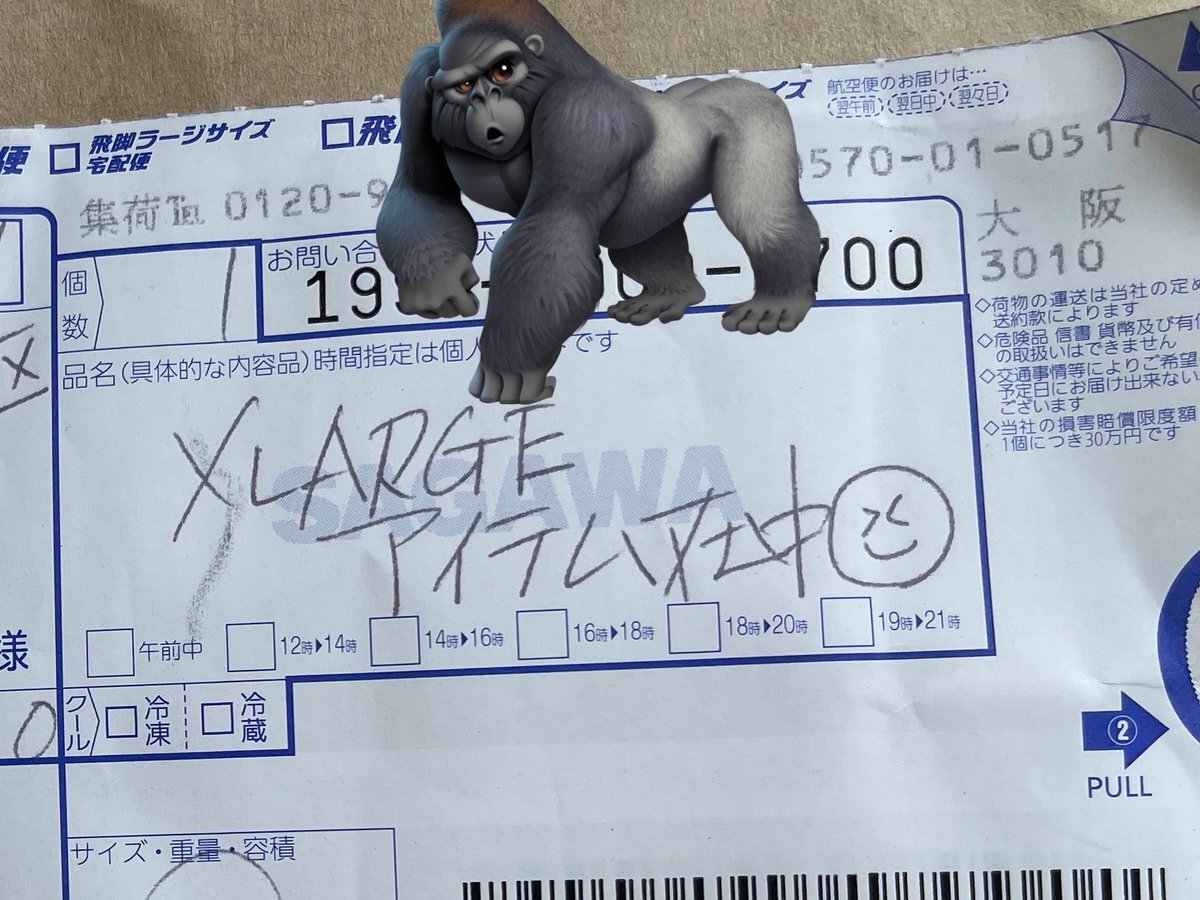 便 □ 飛脚ラージサイズ宅配便 □ 飛 イズ
航空便のお届けは…
翌午前 翌日中 翌々日
集荷℡ 0120-9 570-01-0517
大阪
3010
個数 1
お問い合
19 - 700
品名(具体的な内容品)時間指定は個人 です
XLARGE
SAGAWA
アイテム在中
□ 午前中 □ 12時▶14時 □ 14時▶16時 □ 16時▶18時 □ 18時▶20時 □ 19時▶21時
◇荷物の運送は当社の定め
送約款によります
◇危険品 信書 貨幣及び有価
の取扱いはできません
◇交通事情等によりご希望
予定日にお届け出来ない
ございます
◇当社の損害賠償限度額
1個につき30万円です
様
クール □ 冷凍 □ 冷蔵
② PULL
サイズ・重量・容積